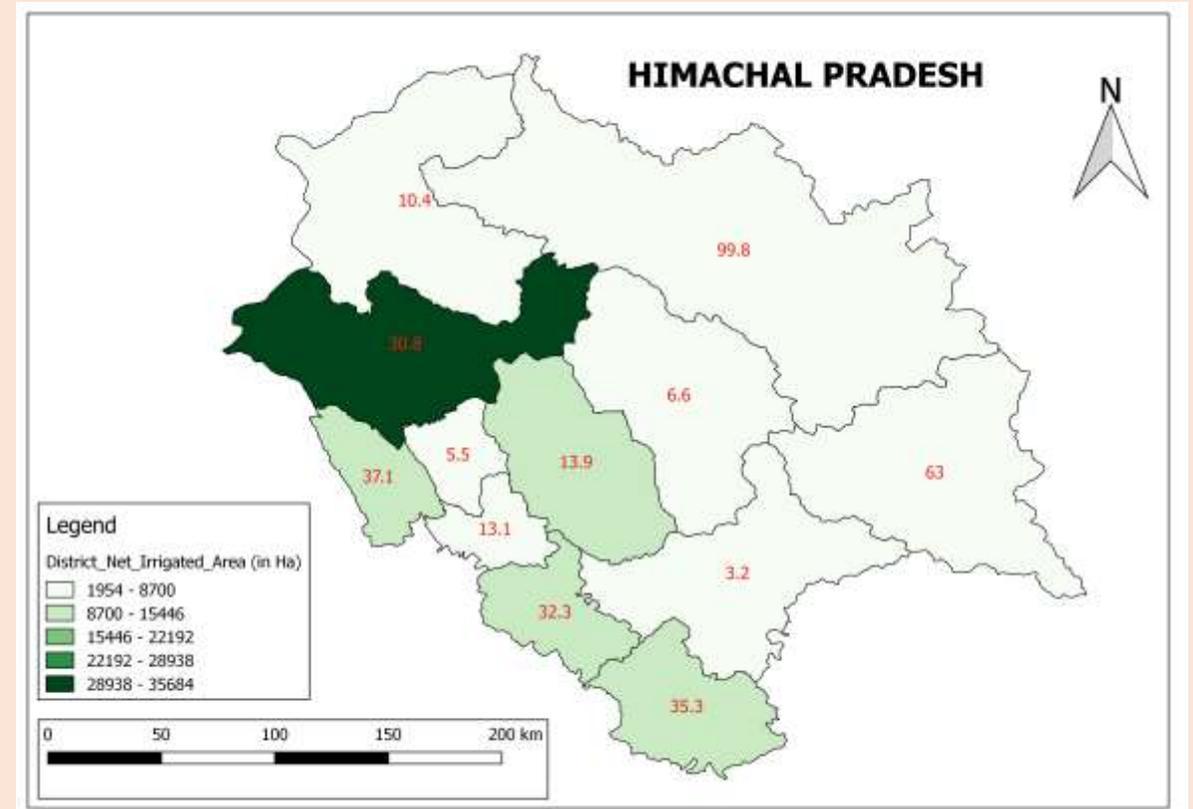 HIMACHAL PRADESH
N
10.4
99.8
30.8
6.6
5.5
13.9
63
37.1
13.1
3.2
32.3
35.3
Legend
District_Net_Irrigated_Area (in Ha)
1954 - 8700
8700 - 15446
15446 - 22192
22192 - 28938
28938 - 35684
0 50 100 150 200 km